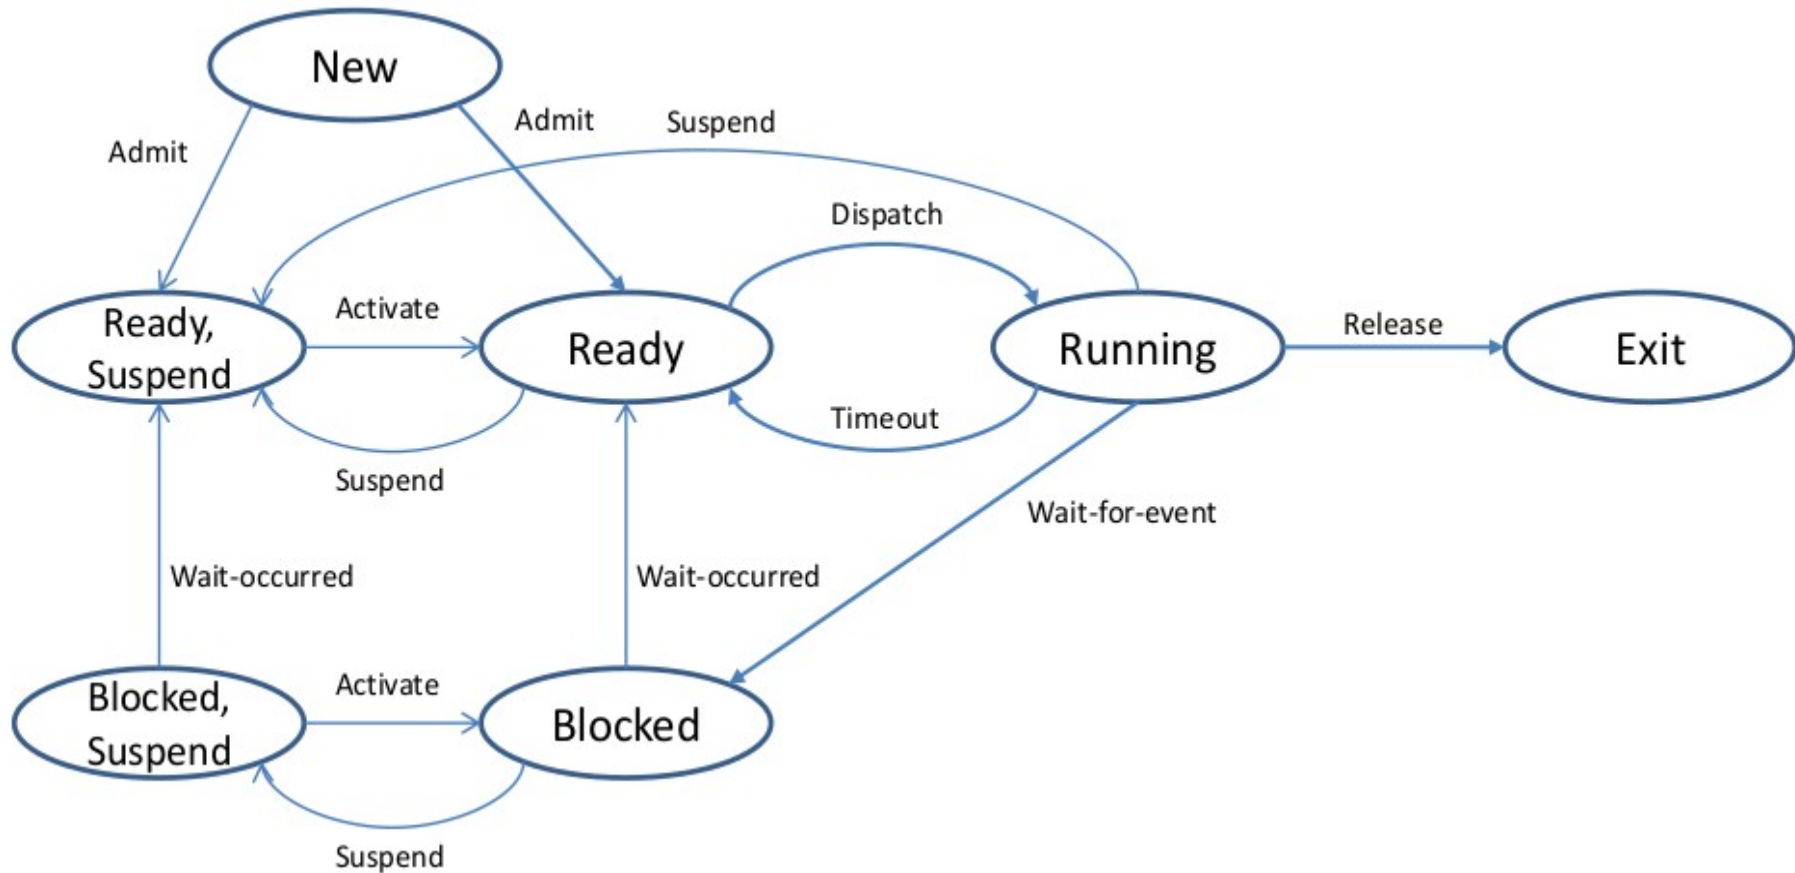 New
Admit
Suspend
Admit
Dispatch
Activate
Ready,
Suspend
Ready
Running
Release
Exit
Timeout
Suspend
Wait-for-event
Wait-occurred
Wait-occurred
Blocked,
Suspend
Activate
Blocked
Suspend